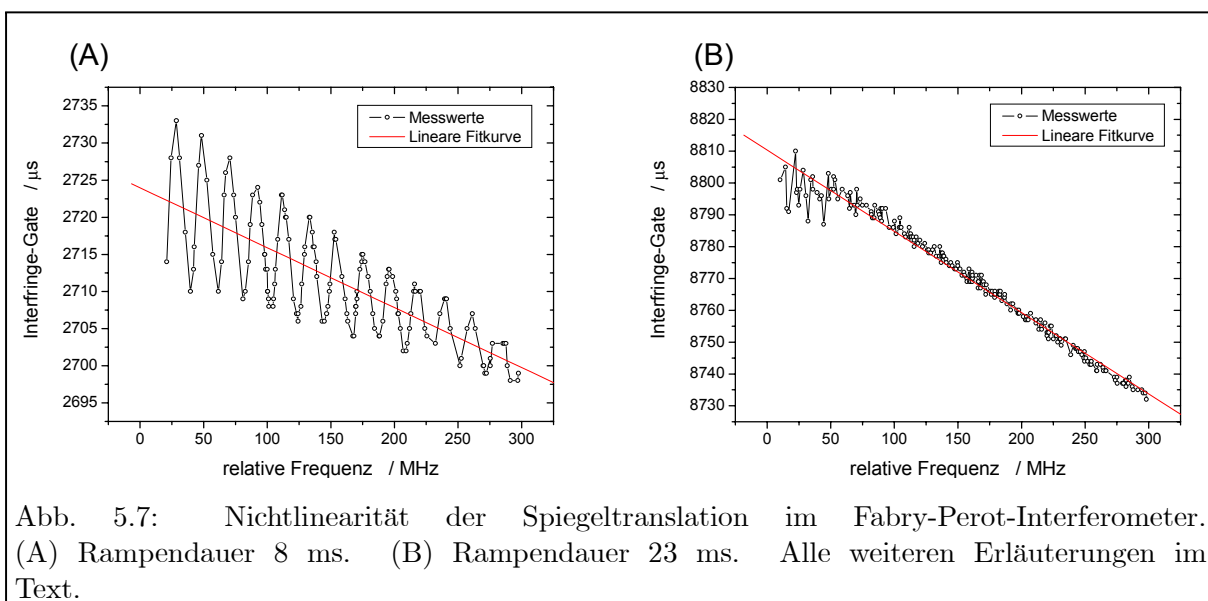 (A)
2735
2730
2725
2720
2715
2710
2705
2700
2695
Interfringe-Gate / µs
Messwerte
Lineare Fitkurve
0 50 100 150 200 250 300
relative Frequenz / MHz
(B)
8830
8820
8810
8800
8790
8780
8770
8760
8750
8740
8730
Interfringe-Gate / µs
Messwerte
Lineare Fitkurve
0 50 100 150 200 250 300
relative Frequenz / MHz
Abb. 5.7: Nichtlinearität der Spiegeltranslation im Fabry-Perot-Interferometer.
(A) Rampendauer 8 ms. (B) Rampendauer 23 ms. Alle weiteren Erläuterungen im
Text.